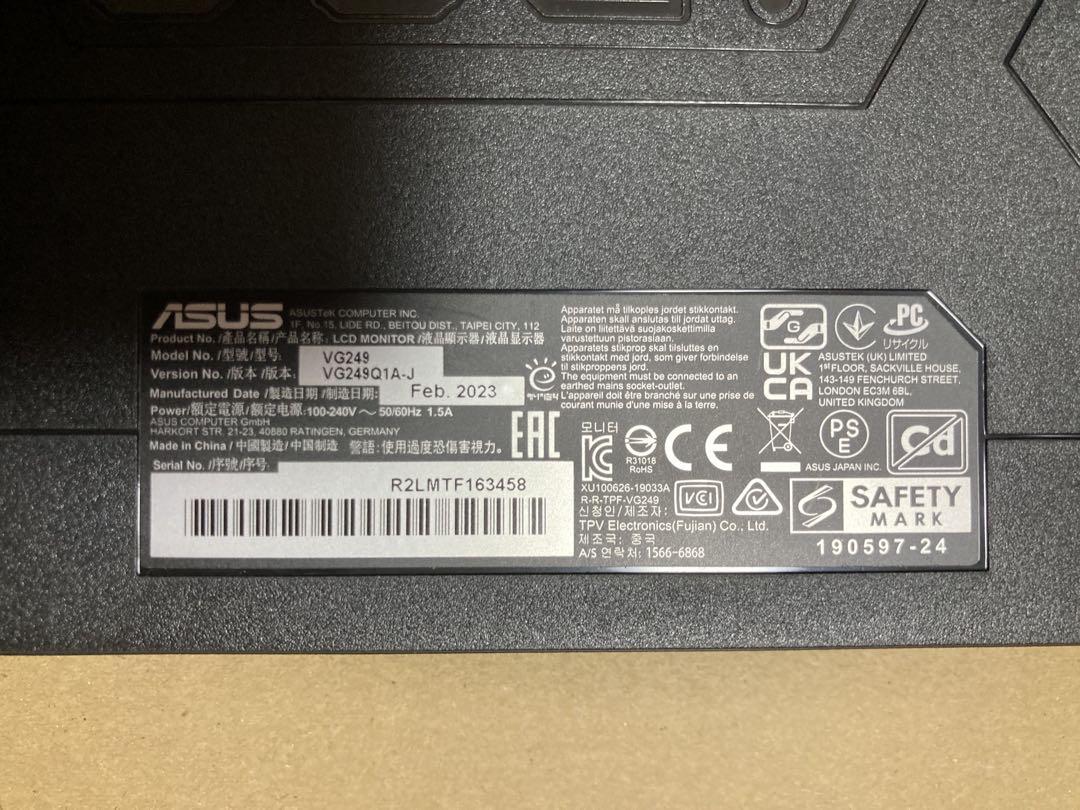 ASUS
ASUSTeK COMPUTER INC.
1F, No.15, LIDE RD., BEITOU DIST., TAIPEI CITY, 112
Product No./產品名稱/产品名称: LCD MONITOR/液晶顯示器/液晶显示器
Model No. /型號/型号: VG249
Version No. /版本 /版本: VG249Q1A-J
Manufactured Date /製造日期 /制造日期: Feb. 2023
Power/額定電源/额定电源:100-240V～50/60Hz 1.5A
ASUS COMPUTER GmbH
HARKORT STR. 21-23, 40880 RATINGEN, GERMANY
Made in China /中國製造/中国制造 警語:使用過度恐傷害視力。
Serial No. /序號/序号:
R2LMTF163458
Apparatet må tilkoples jordet stikkontakt.
Apparaten skall anslutas till jordat uttag.
Laite on liitettävä suojakoskettimilla
varustettuun pistorasiaan.
Apparatets stikprop skal tilsluttes en
stikkontakt med jord, som giver forbindelse
til stikproppens jord.
The equipment must be connected to an
earthed mains socket-outlet.
L'appareil doit être branché sur une prise de
courant munie d'une mise à la terre.
에너지절약
EAC
모니터
KC
R31018
RoHS
CE
XU100626-19033A
R-R-TPF-VG249
신청인/제조자:
TPV Electronics(Fujian) Co., Ltd.
제조국: 중국
A/S 연락처: 1566-6868
VCI
G
PC
リサイクル
UK
CA
ASUSTEK (UK) LIMITED
1ST FLOOR, SACKVILLE HOUSE,
143-149 FENCHURCH STREET,
LONDON EC3M 6BL,
UNITED KINGDOM
PS
E
ASUS JAPAN INC.
Cd
SAFETY
MARK
190597-24